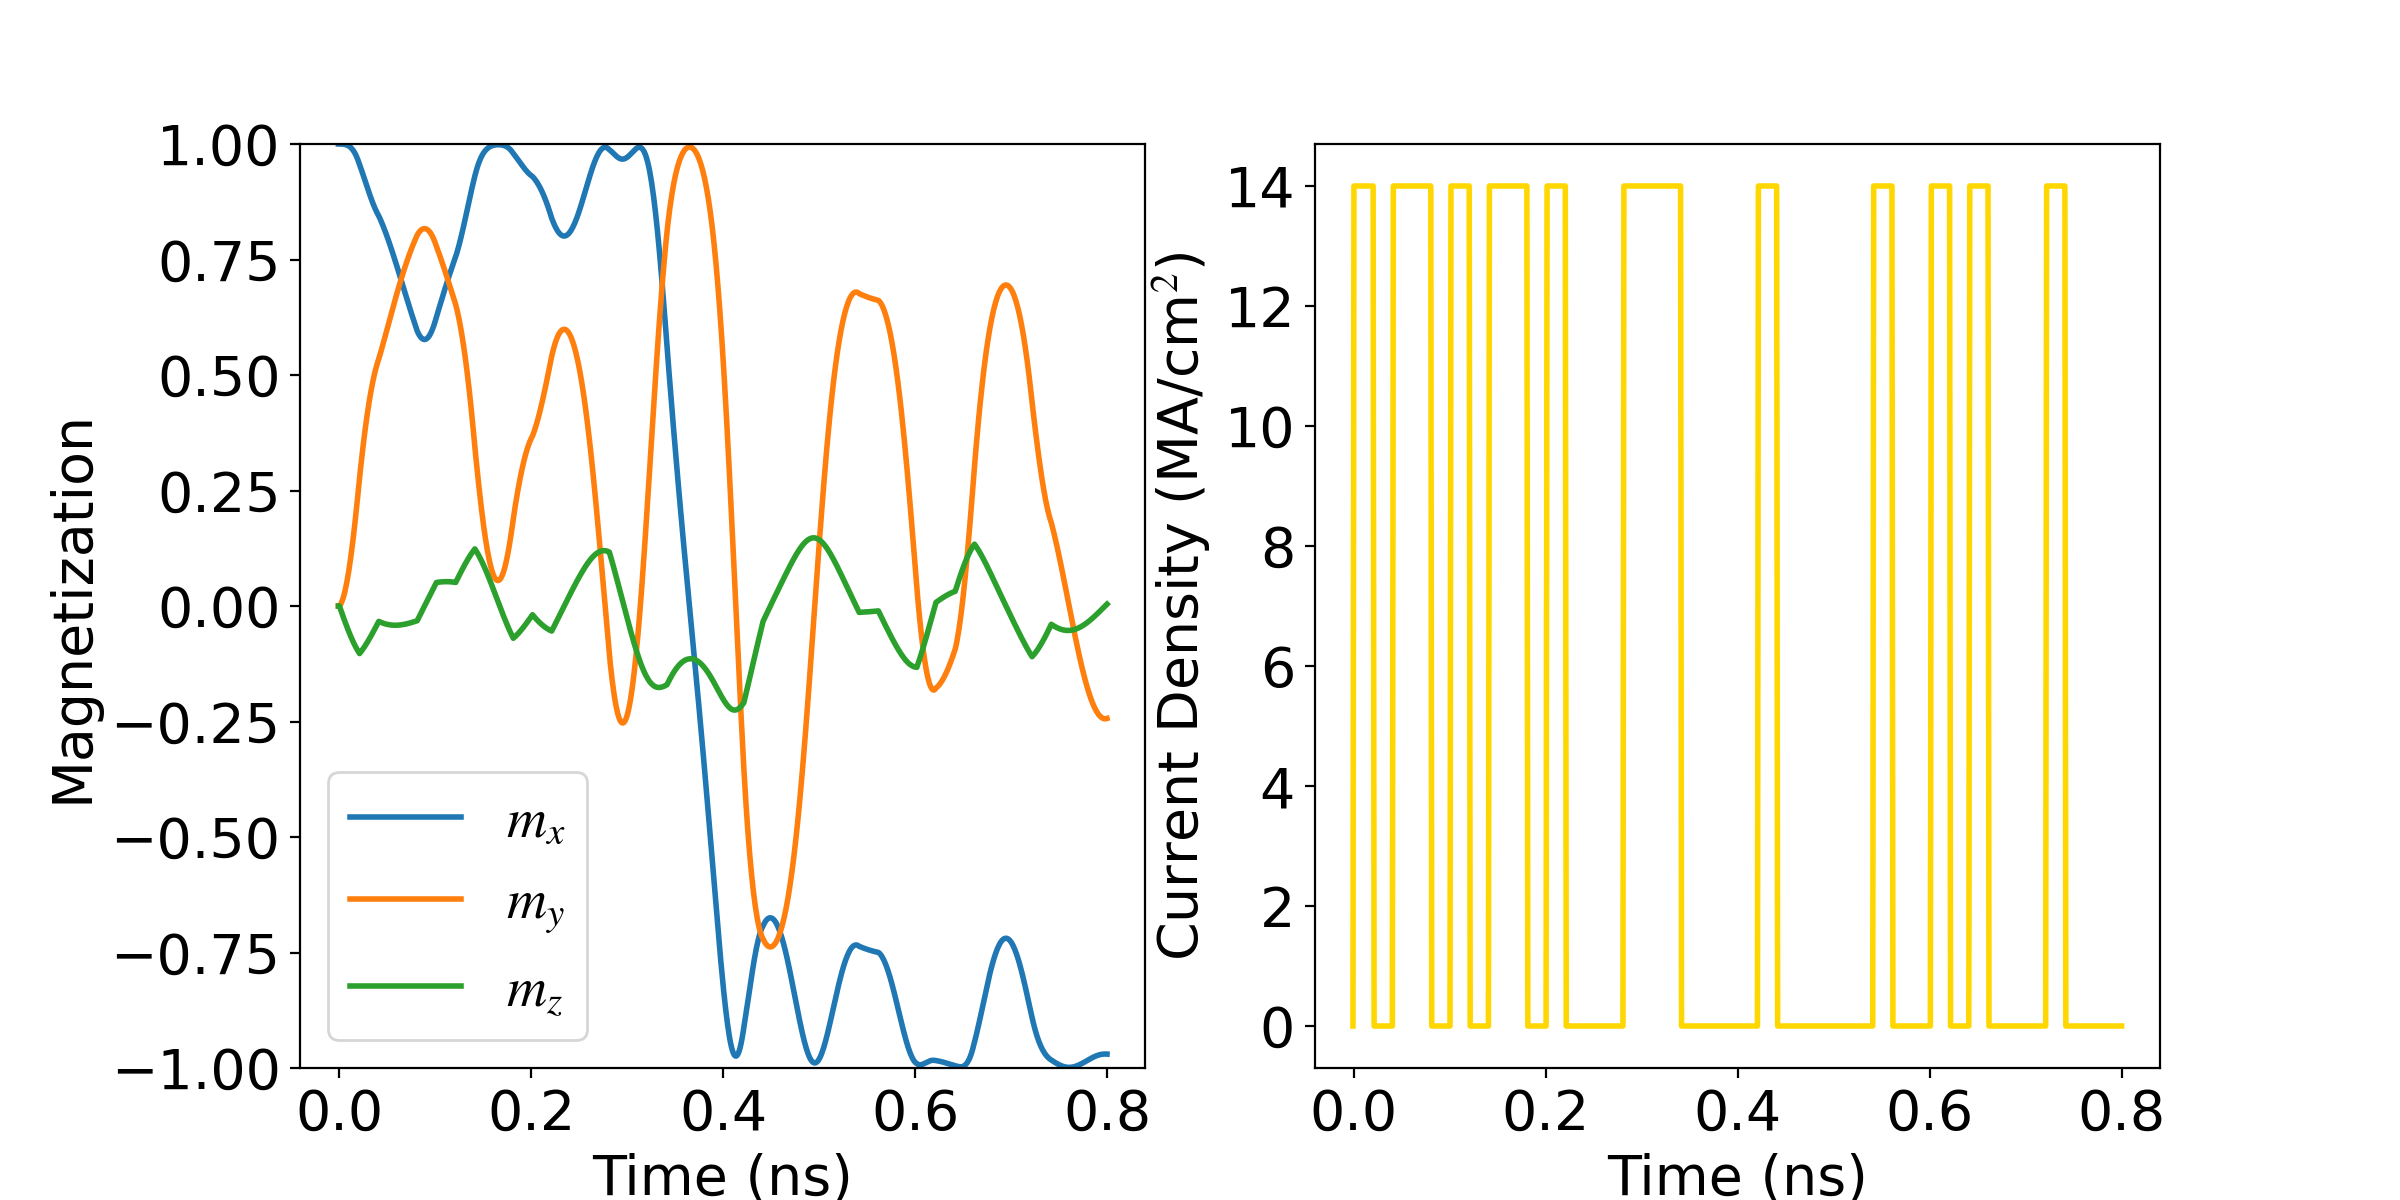 1.00
0.75
0.50
0.25
0.00
−0.25
−0.50
−0.75
−1.00
Magnetization
m_x
m_y
m_z
0.0 0.2 0.4 0.6 0.8
Time (ns)
14
12
10
8
6
4
2
0
Current Density (MA/cm²)
0.0 0.2 0.4 0.6 0.8
Time (ns)